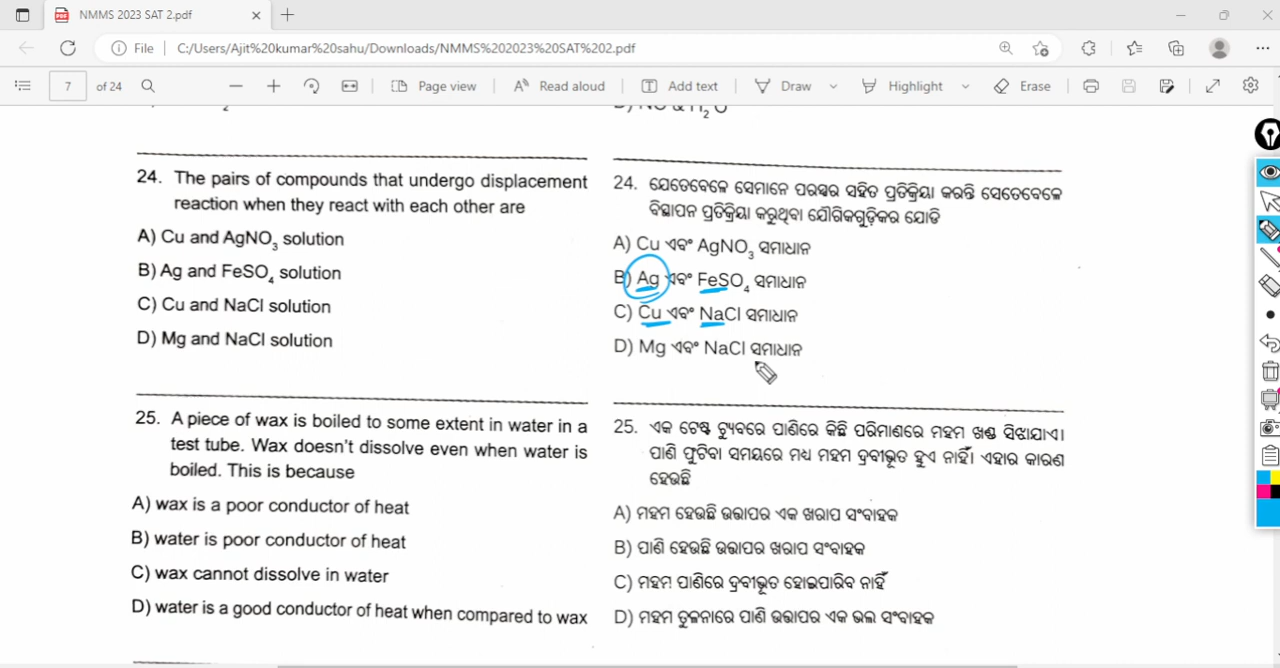 NMMS 2023 SAT 2.pdf
File
C:/Users/Ajit%20kumar%20sahu/Downloads/NMMS%202023%20SAT%202.pdf
7 of 24
Page view
Read aloud
Add text
Draw
Highlight
Erase
24. The pairs of compounds that undergo displacement
reaction when they react with each other are
A) Cu and AgNO3 solution
B) Ag and FeSO4 solution
C) Cu and NaCl solution
D) Mg and NaCl solution
24. ଯେତେବେଳେ ସେମାନେ ପରସ୍ପର ସହିତ ପ୍ରତିକ୍ରିୟା କରନ୍ତି ସେତେବେଳେ
ବିସ୍ଥାପନ ପ୍ରତିକ୍ରିୟା କରୁଥିବା ଯୌଗିକଗୁଡ଼ିକର ଯୋଡି
A) Cu ଏବଂ AgNO3 ସମାଧାନ
B) Ag ଏବଂ FeSO4 ସମାଧାନ
C) Cu ଏବଂ NaCl ସମାଧାନ
D) Mg ଏବଂ NaCl ସମାଧାନ
25. A piece of wax is boiled to some extent in water in a
test tube. Wax doesn't dissolve even when water is
boiled. This is because
A) wax is a poor conductor of heat
B) water is poor conductor of heat
C) wax cannot dissolve in water
D) water is a good conductor of heat when compared to wax
25. ଏକ ଟେଷ୍ଟ ଟ୍ୟୁବରେ ପାଣିରେ କିଛି ପରିମାଣରେ ମହମ ଖଣ୍ଡ ସିଝାଯାଏ।
ପାଣି ଫୁଟିବା ସମୟରେ ମଧ୍ୟ ମହମ ଦ୍ରବୀଭୂତ ହୁଏ ନାହିଁ। ଏହାର କାରଣ
ହେଉଛି
A) ମହମ ହେଉଛି ଉତ୍ତାପର ଏକ ଖରାପ ସଂବାହକ
B) ପାଣି ହେଉଛି ଉତ୍ତାପର ଖରାପ ସଂବାହକ
C) ମହମ ପାଣିରେ ଦ୍ରବୀଭୂତ ହୋଇପାରିବ ନାହିଁ
D) ମହମ ତୁଳନାରେ ପାଣି ଉତ୍ତାପର ଏକ ଭଲ ସଂବାହକ